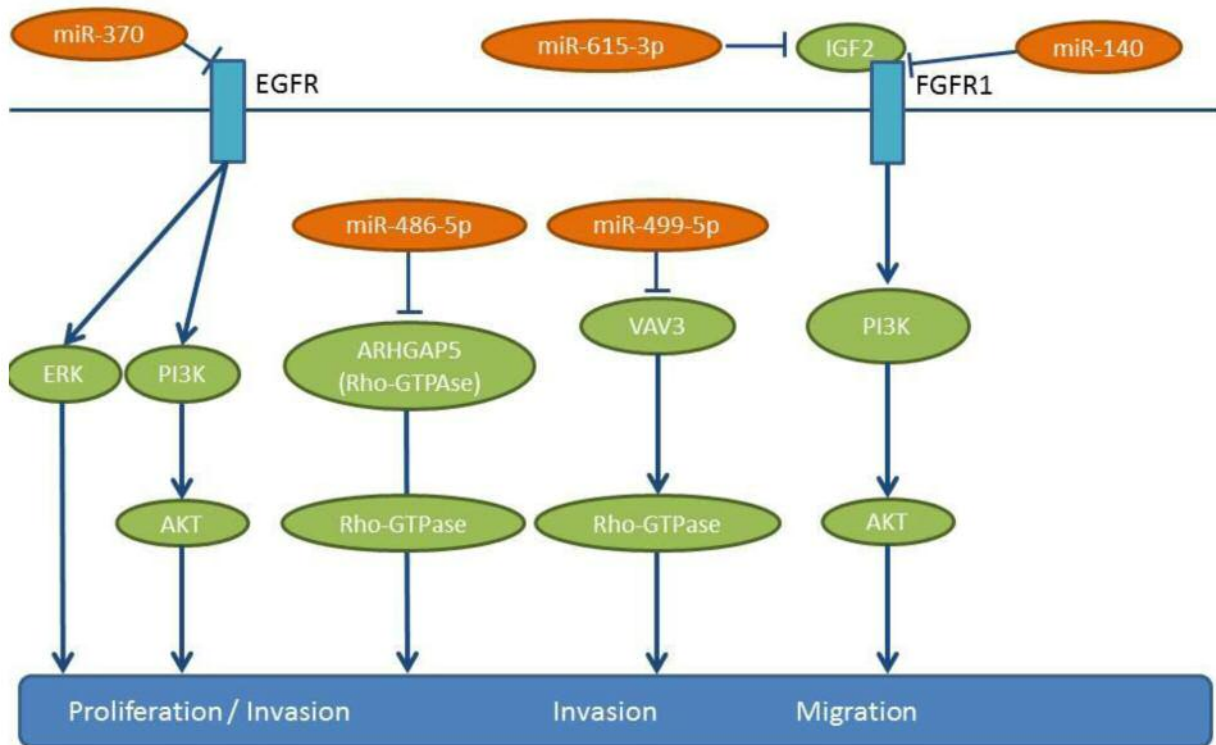 miR-370
miR-615-3p
IGF2
miR-140
EGFR
FGFR1
miR-486-5p
miR-499-5p
ERK
PI3K
ARHGAP5
(Rho-GTPAse)
VAV3
PI3K
AKT
Rho-GTPase
Rho-GTPase
AKT
Proliferation / Invasion
Invasion
Migration